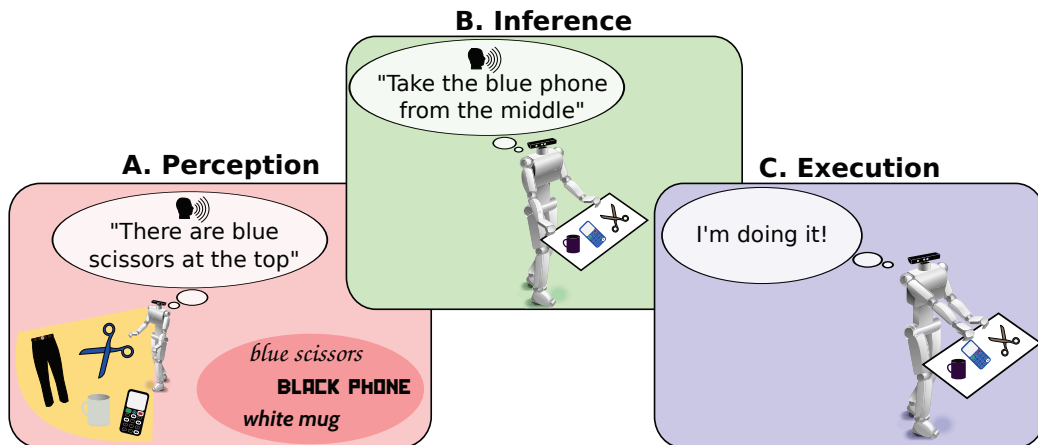 B. Inference
"Take the blue phone
from the middle"
A. Perception
"There are blue
scissors at the top"
blue scissors
BLACK PHONE
white mug
C. Execution
I'm doing it!